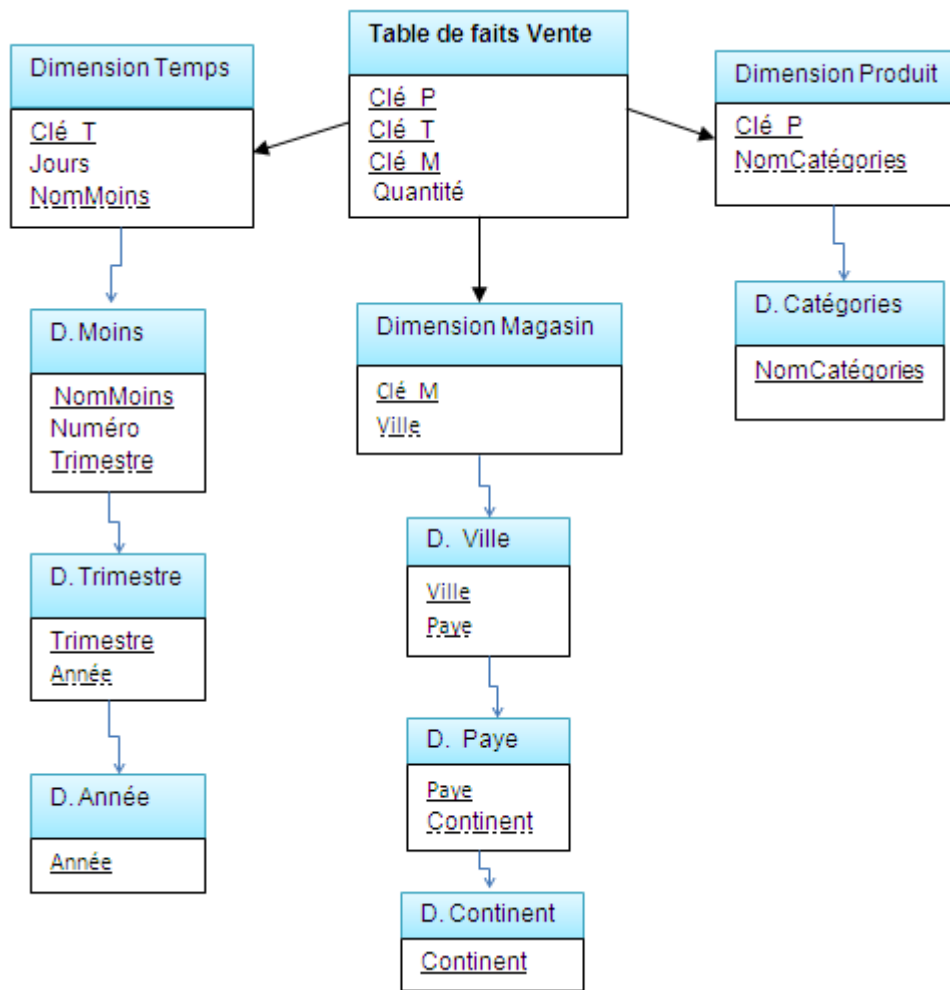 Table de faits Vente
Clé_P
Clé_T
Clé_M
Quantité
Dimension Temps
Clé_T
Jours
NomMoins
D. Moins
NomMoins
Numéro
Trimestre
D. Trimestre
Trimestre
Année
D. Année
Année
Dimension Magasin
Clé_M
Ville
D. Ville
Ville
Paye
D. Paye
Paye
Continent
D. Continent
Continent
Dimension Produit
Clé_P
NomCatégories
D. Catégories
NomCatégories